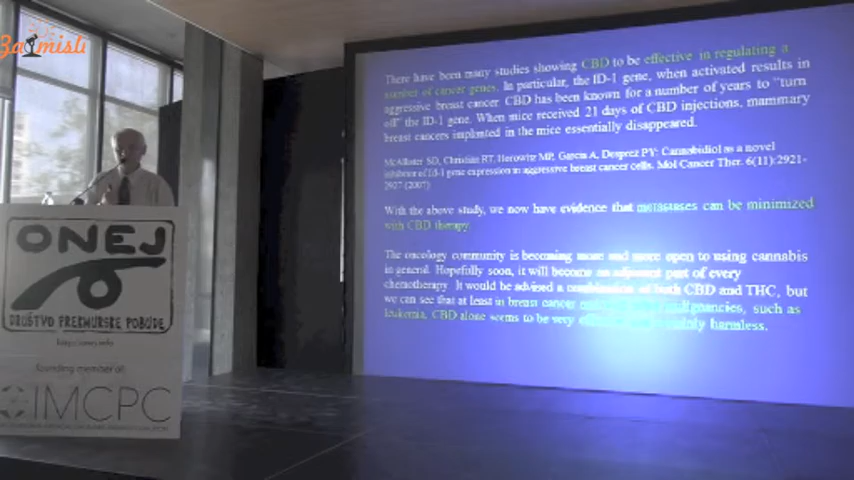 Za misli
There have been many studies showing CBD to be effective in regulating a
number of cancer genes. In particular, the ID-1 gene, when activated results in
aggressive breast cancer. CBD has been known for a number of years to "turn
off" the ID-1 gene. When mice received 21 days of CBD injections, mammary
breast cancers implanted in the mice essentially disappeared.
McAllister SD, Christian RT, Horowitz MP, Garcia A, Desprez PY: Cannabidiol as a novel
inhibitor of Id-1 gene expression in aggressive breast cancer cells. Mol Cancer Ther. 6(11):2921-
2927 (2007)
With the above study, we now have evidence that metastases can be minimized
with CBD therapy.
The oncology community is becoming more and more open to using cannabis
in general. Hopefully soon, it will become an adjunct part of every
chemotherapy. It would be advised a combination of both CBD and THC, but
we can see that at least in breast cancer malignancies, such as
leukemia, CBD alone seems to be very harmless.
ONEJ
DRUŠTVO PREKMURSKE POBUDE
founding member of
IMCPC